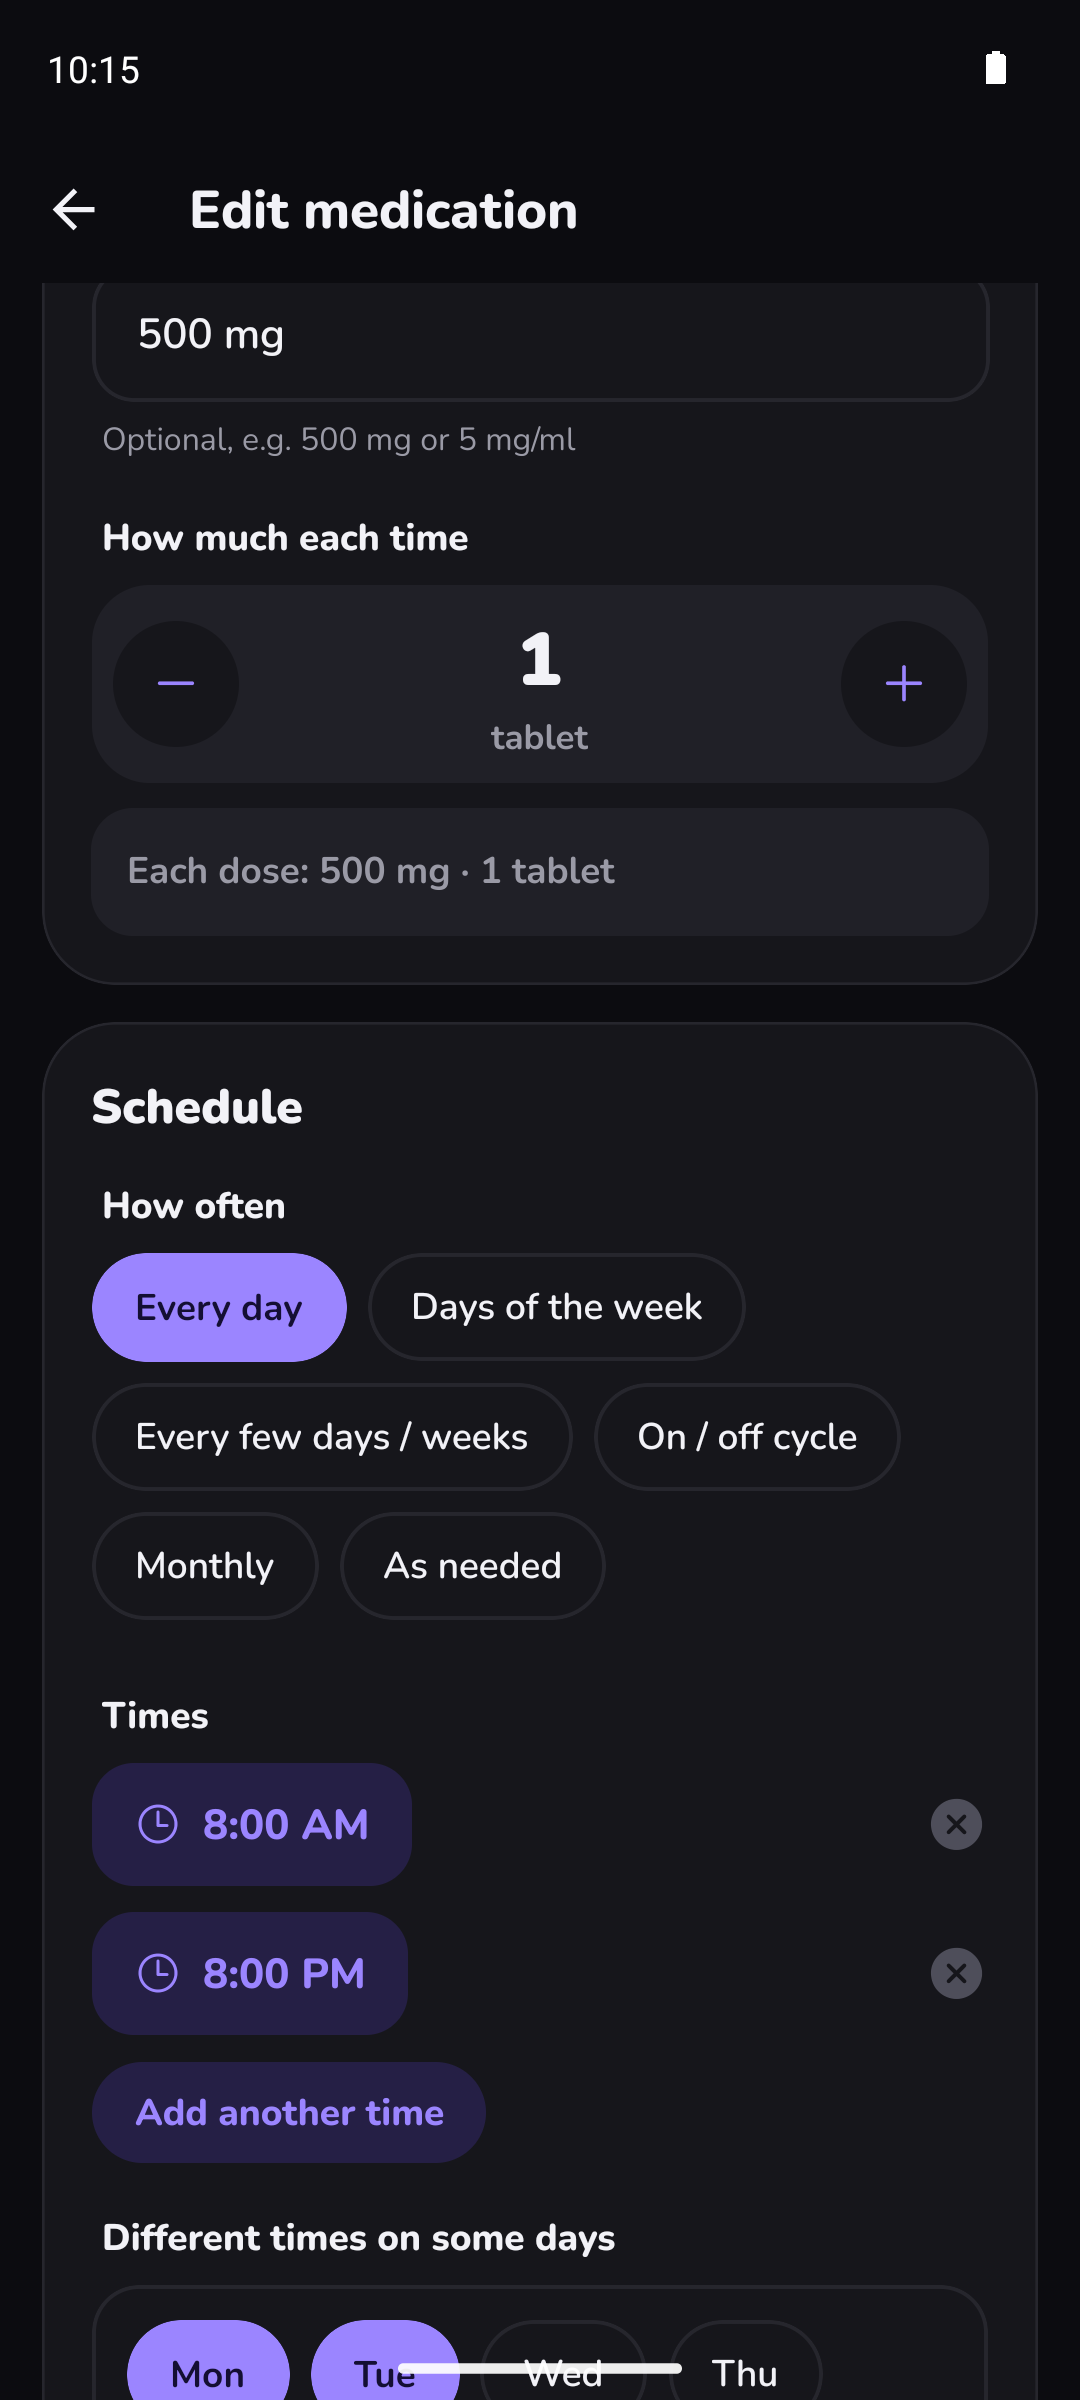 10:15
Edit medication
500 mg
Optional, e.g. 500 mg or 5 mg/ml
How much each time
1
tablet
Each dose: 500 mg · 1 tablet
Schedule
How often
Every day
Days of the week
Every few days / weeks
On / off cycle
Monthly
As needed
Times
8:00 AM
8:00 PM
Add another time
Different times on some days
Mon
Tue
Wed
Thu